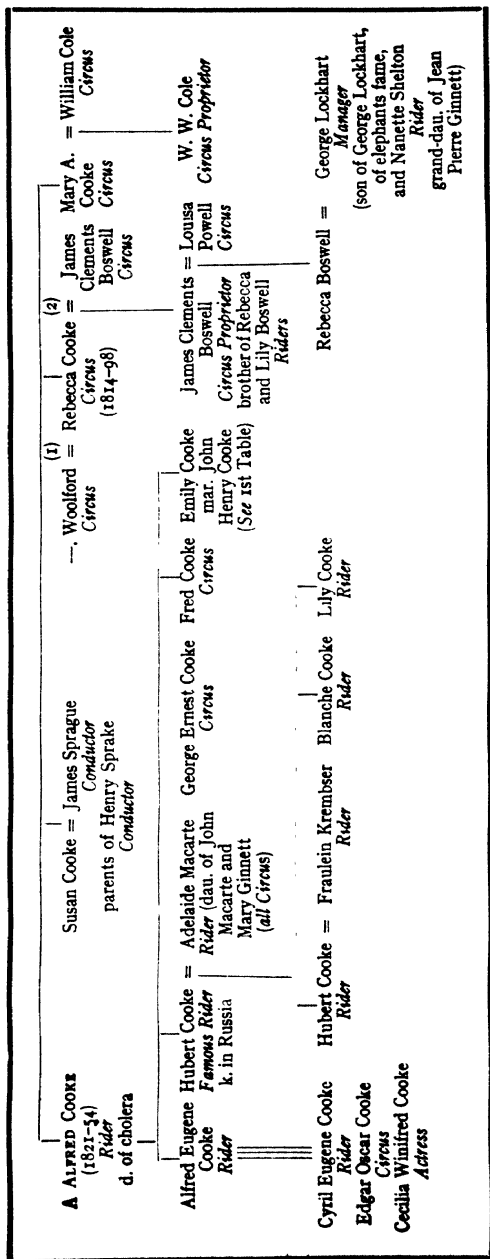 A ALFRED COOKE
(1821-54)
Rider
d. of cholera
Susan Cooke = James Sprague
Conductor
parents of Henry Sprake
Conductor
(1)
—. Woolford = Rebecca Cooke =
Circus
Circus
(1814-98)
(2)
James
Clements
Boswell
Circus
Mary A. = William Cole
Cooke
Circus
Circus
Alfred Eugene
Cooke
Rider
Hubert Cooke =
Famous Rider
k. in Russia
Adelaide Macarte
Rider (dau. of John
Macarte and
Mary Ginnett
(all Circus)
George Ernest Cooke
Circus
Fred Cooke
Circus
Emily Cooke
mar. John
Henry Cooke
(See 1st Table)
James Clements = Louisa
Boswell
Powell
Circus Proprietor
Circus
brother of Rebecca
and Lily Boswell
Riders
W. W. Cole
Circus Proprietor
Cyril Eugene Cooke
Rider
Edgar Oscar Cooke
Circus
Cecilia Winifred Cooke
Actress
Hubert Cooke =
Rider
Fraulein Krembser
Rider
Blanche Cooke
Rider
Lily Cooke
Rider
Rebecca Boswell =
George Lockhart
Manager
(son of George Lockhart,
of elephants fame,
and Nanette Shelton
Rider
grand-dau. of Jean
Pierre Ginnett)